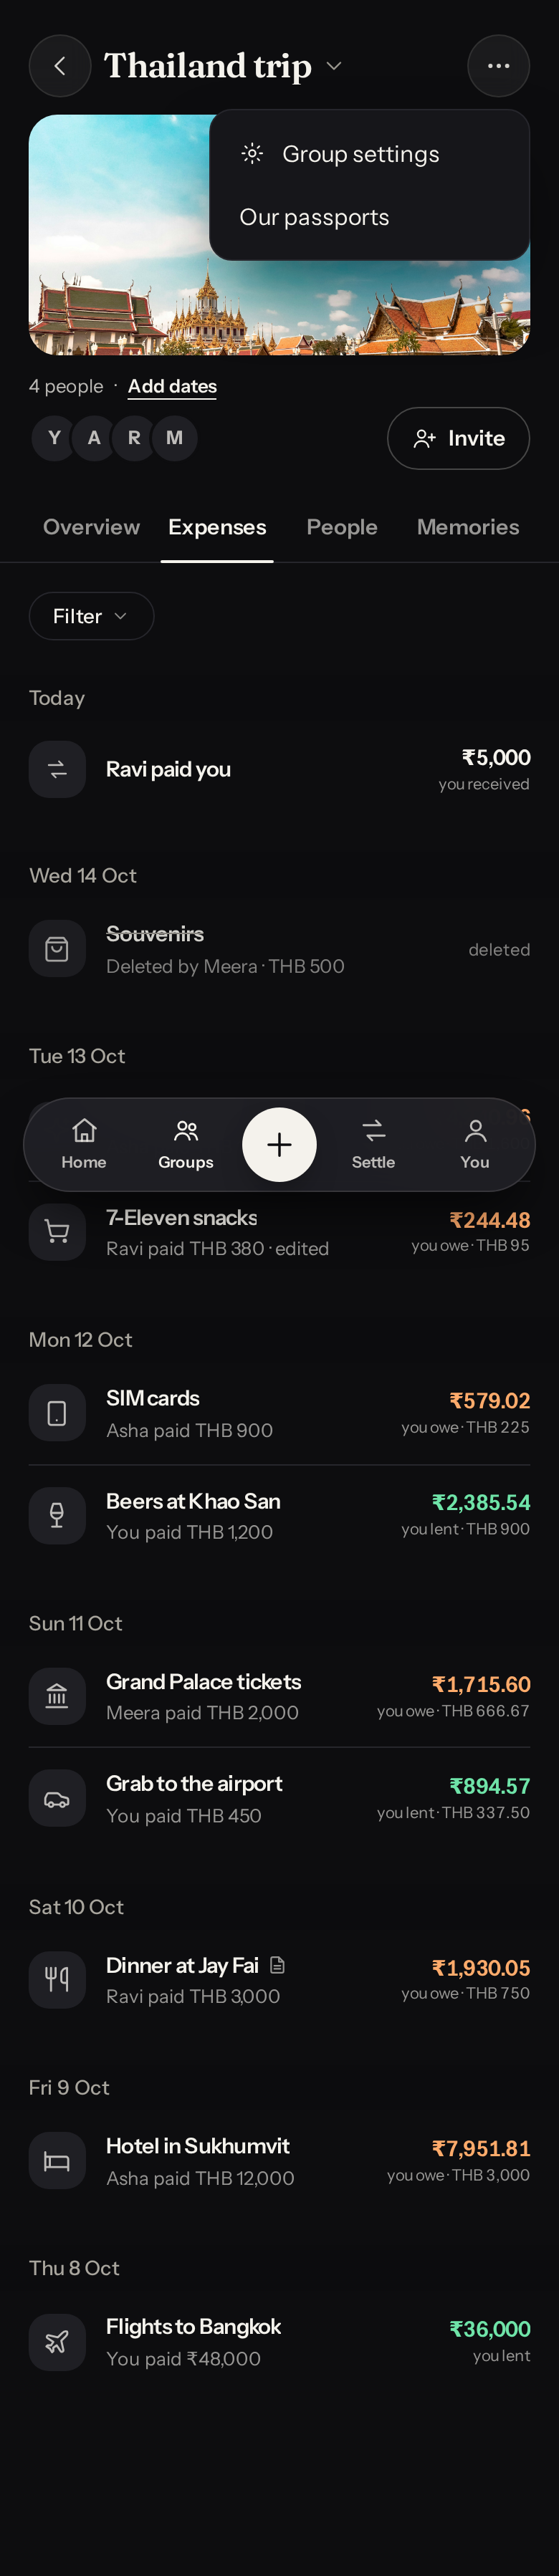 Thailand trip
Group settings
Our passports
4 people · Add dates
Y A R M
Invite
Overview Expenses People Memories
Filter
Today
Ravi paid you
₹5,000
you received
Wed 14 Oct
Souvenirs
Deleted by Meera · THB 500
deleted
Tue 13 Oct
Home Groups Settle You
7-Eleven snacks
₹244.48
Ravi paid THB 380 · edited
you owe · THB 95
Mon 12 Oct
SIM cards
₹579.02
Asha paid THB 900
you owe · THB 225
Beers at Khao San
₹2,385.54
You paid THB 1,200
you lent · THB 900
Sun 11 Oct
Grand Palace tickets
₹1,715.60
Meera paid THB 2,000
you owe · THB 666.67
Grab to the airport
₹894.57
You paid THB 450
you lent · THB 337.50
Sat 10 Oct
Dinner at Jay Fai
₹1,930.05
Ravi paid THB 3,000
you owe · THB 750
Fri 9 Oct
Hotel in Sukhumvit
₹7,951.81
Asha paid THB 12,000
you owe · THB 3,000
Thu 8 Oct
Flights to Bangkok
₹36,000
You paid ₹48,000
you lent